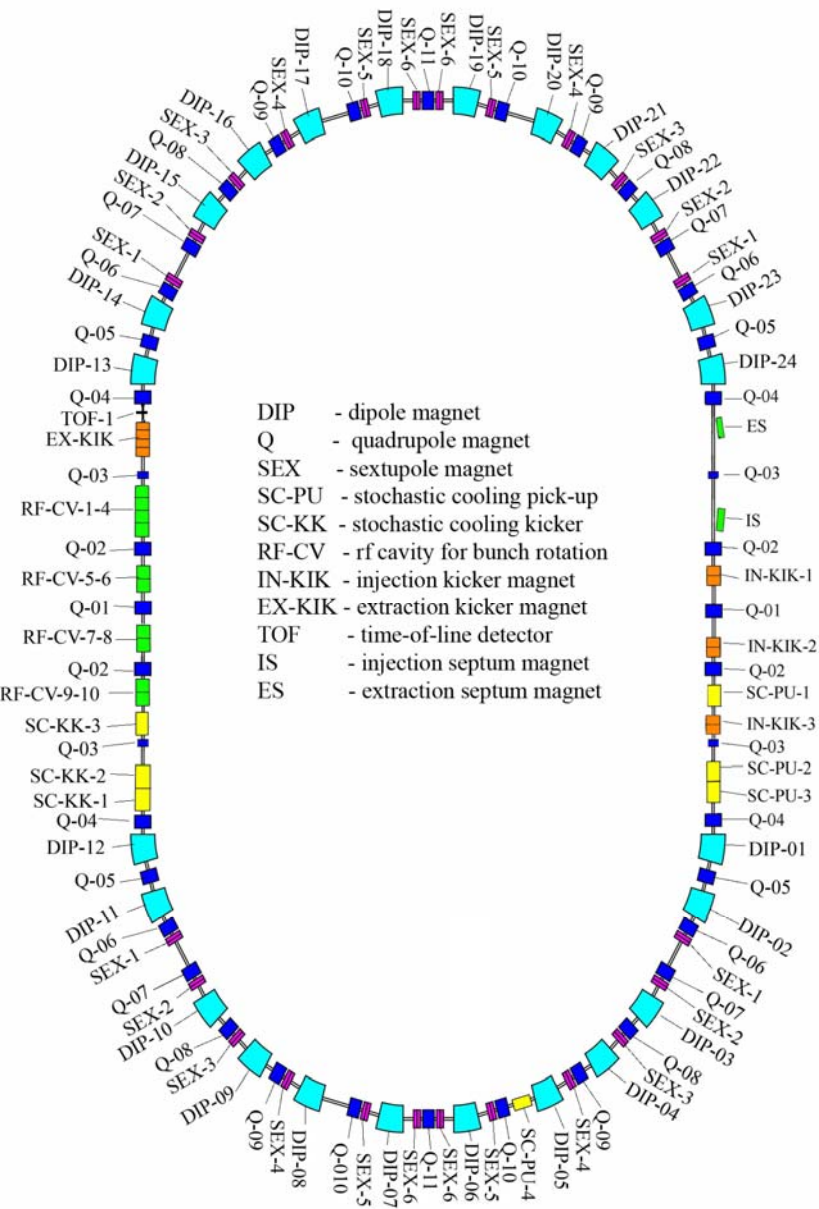 DIP-17
Q-10
SEX-5
DIP-18
SEX-6
Q-11
SEX-6
DIP-19
SEX-5
Q-10
DIP-20
SEX-4
Q-09
DIP-21
SEX-3
Q-08
DIP-22
SEX-2
Q-07
SEX-1
Q-06
DIP-23
Q-05
DIP-24
Q-04
ES
Q-03
IS
Q-02
IN-KIK-1
Q-01
IN-KIK-2
Q-02
SC-PU-1
IN-KIK-3
Q-03
SC-PU-2
SC-PU-3
Q-04
DIP-01
Q-05
DIP-02
Q-06
SEX-1
Q-07
SEX-2
DIP-03
Q-08
SEX-3
DIP-04
Q-09
SEX-4
DIP-05
SC-PU-4
Q-10
SEX-5
DIP-06
SEX-6
Q-11
SEX-6
DIP-07
SEX-5
Q-010
DIP-08
SEX-4
Q-09
DIP-09
SEX-3
Q-08
DIP-10
SEX-2
Q-07
SEX-1
Q-06
DIP-11
Q-05
DIP-12
Q-04
SC-KK-1
SC-KK-2
Q-03
SC-KK-3
RF-CV-9-10
Q-02
RF-CV-7-8
Q-01
RF-CV-5-6
Q-02
RF-CV-1-4
Q-03
EX-KIK
TOF-1
Q-04
DIP-13
Q-05
DIP-14
Q-06
SEX-1
Q-07
SEX-2
DIP-15
Q-08
SEX-3
DIP-16
Q-09
SEX-4
DIP - dipole magnet
Q - quadrupole magnet
SEX - sextupole magnet
SC-PU - stochastic cooling pick-up
SC-KK - stochastic cooling kicker
RF-CV - rf cavity for bunch rotation
IN-KIK - injection kicker magnet
EX-KIK - extraction kicker magnet
TOF - time-of-line detector
IS - injection septum magnet
ES - extraction septum magnet